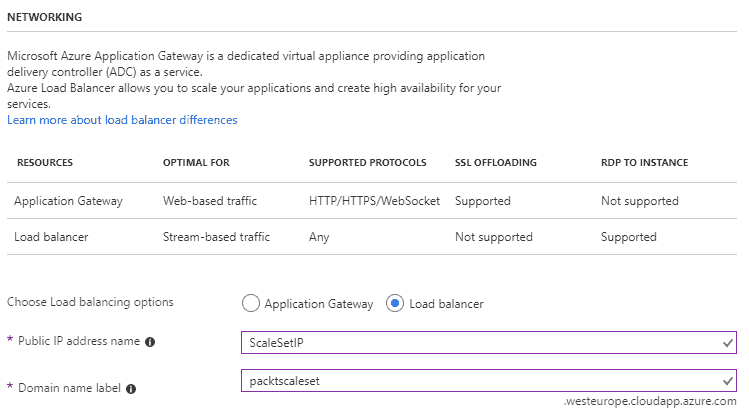 NETWORKING
Microsoft Azure Application Gateway is a dedicated virtual appliance providing application
delivery controller (ADC) as a service.
Azure Load Balancer allows you to scale your applications and create high availability for your
services.
Learn more about load balancer differences
RESOURCES OPTIMAL FOR SUPPORTED PROTOCOLS SSL OFFLOADING RDP TO INSTANCE
Application Gateway Web-based traffic HTTP/HTTPS/WebSocket Supported Not supported
Load balancer Stream-based traffic Any Not supported Supported
Choose Load balancing options Application Gateway Load balancer
* Public IP address name ScaleSetIP
* Domain name label packtscaleset
.westeurope.cloudapp.azure.com